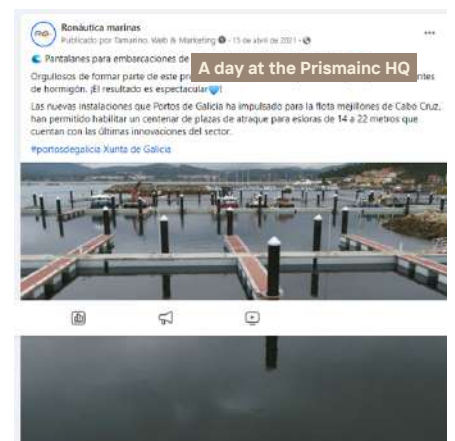 Ronáutica marinas
Publicado por Tamarino. Web & Marketing · 15 de abril de 2021 ·
Pantalanes para embarcaciones de
A day at the Prismainc HQ
Orgullosos de formar parte de este pro ntes
de hormigón. ¡El resultado es espectacular!
Las nuevas instalaciones que Portos de Galicia ha impulsado para la flota mejillónes de Cabo Cruz,
han permitido habilitar un centenar de plazas de atraque para esloras de 14 a 22 metros que
cuentan con las últimas innovaciones del sector.
#portosdegalicia Xunta de Galicia